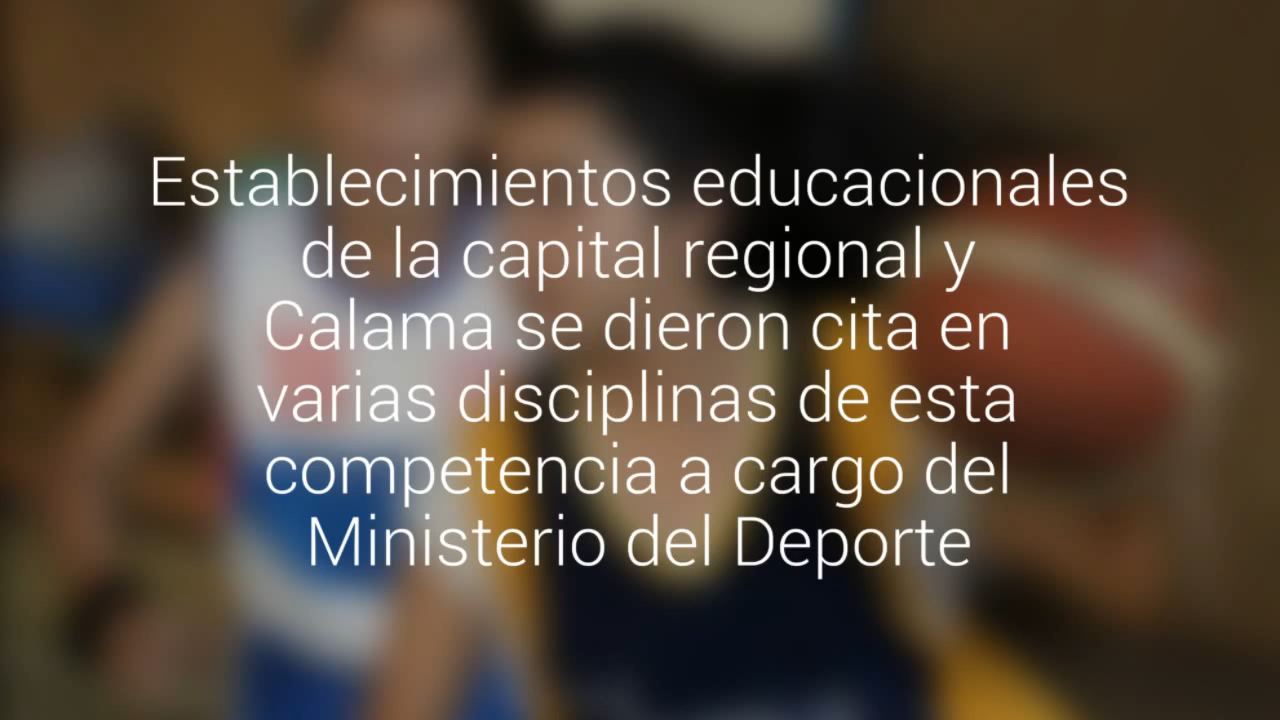 Establecimientos educacionales
de la capital regional y
Calama se dieron cita en
varias disciplinas de esta
competencia a cargo del
Ministerio del Deporte